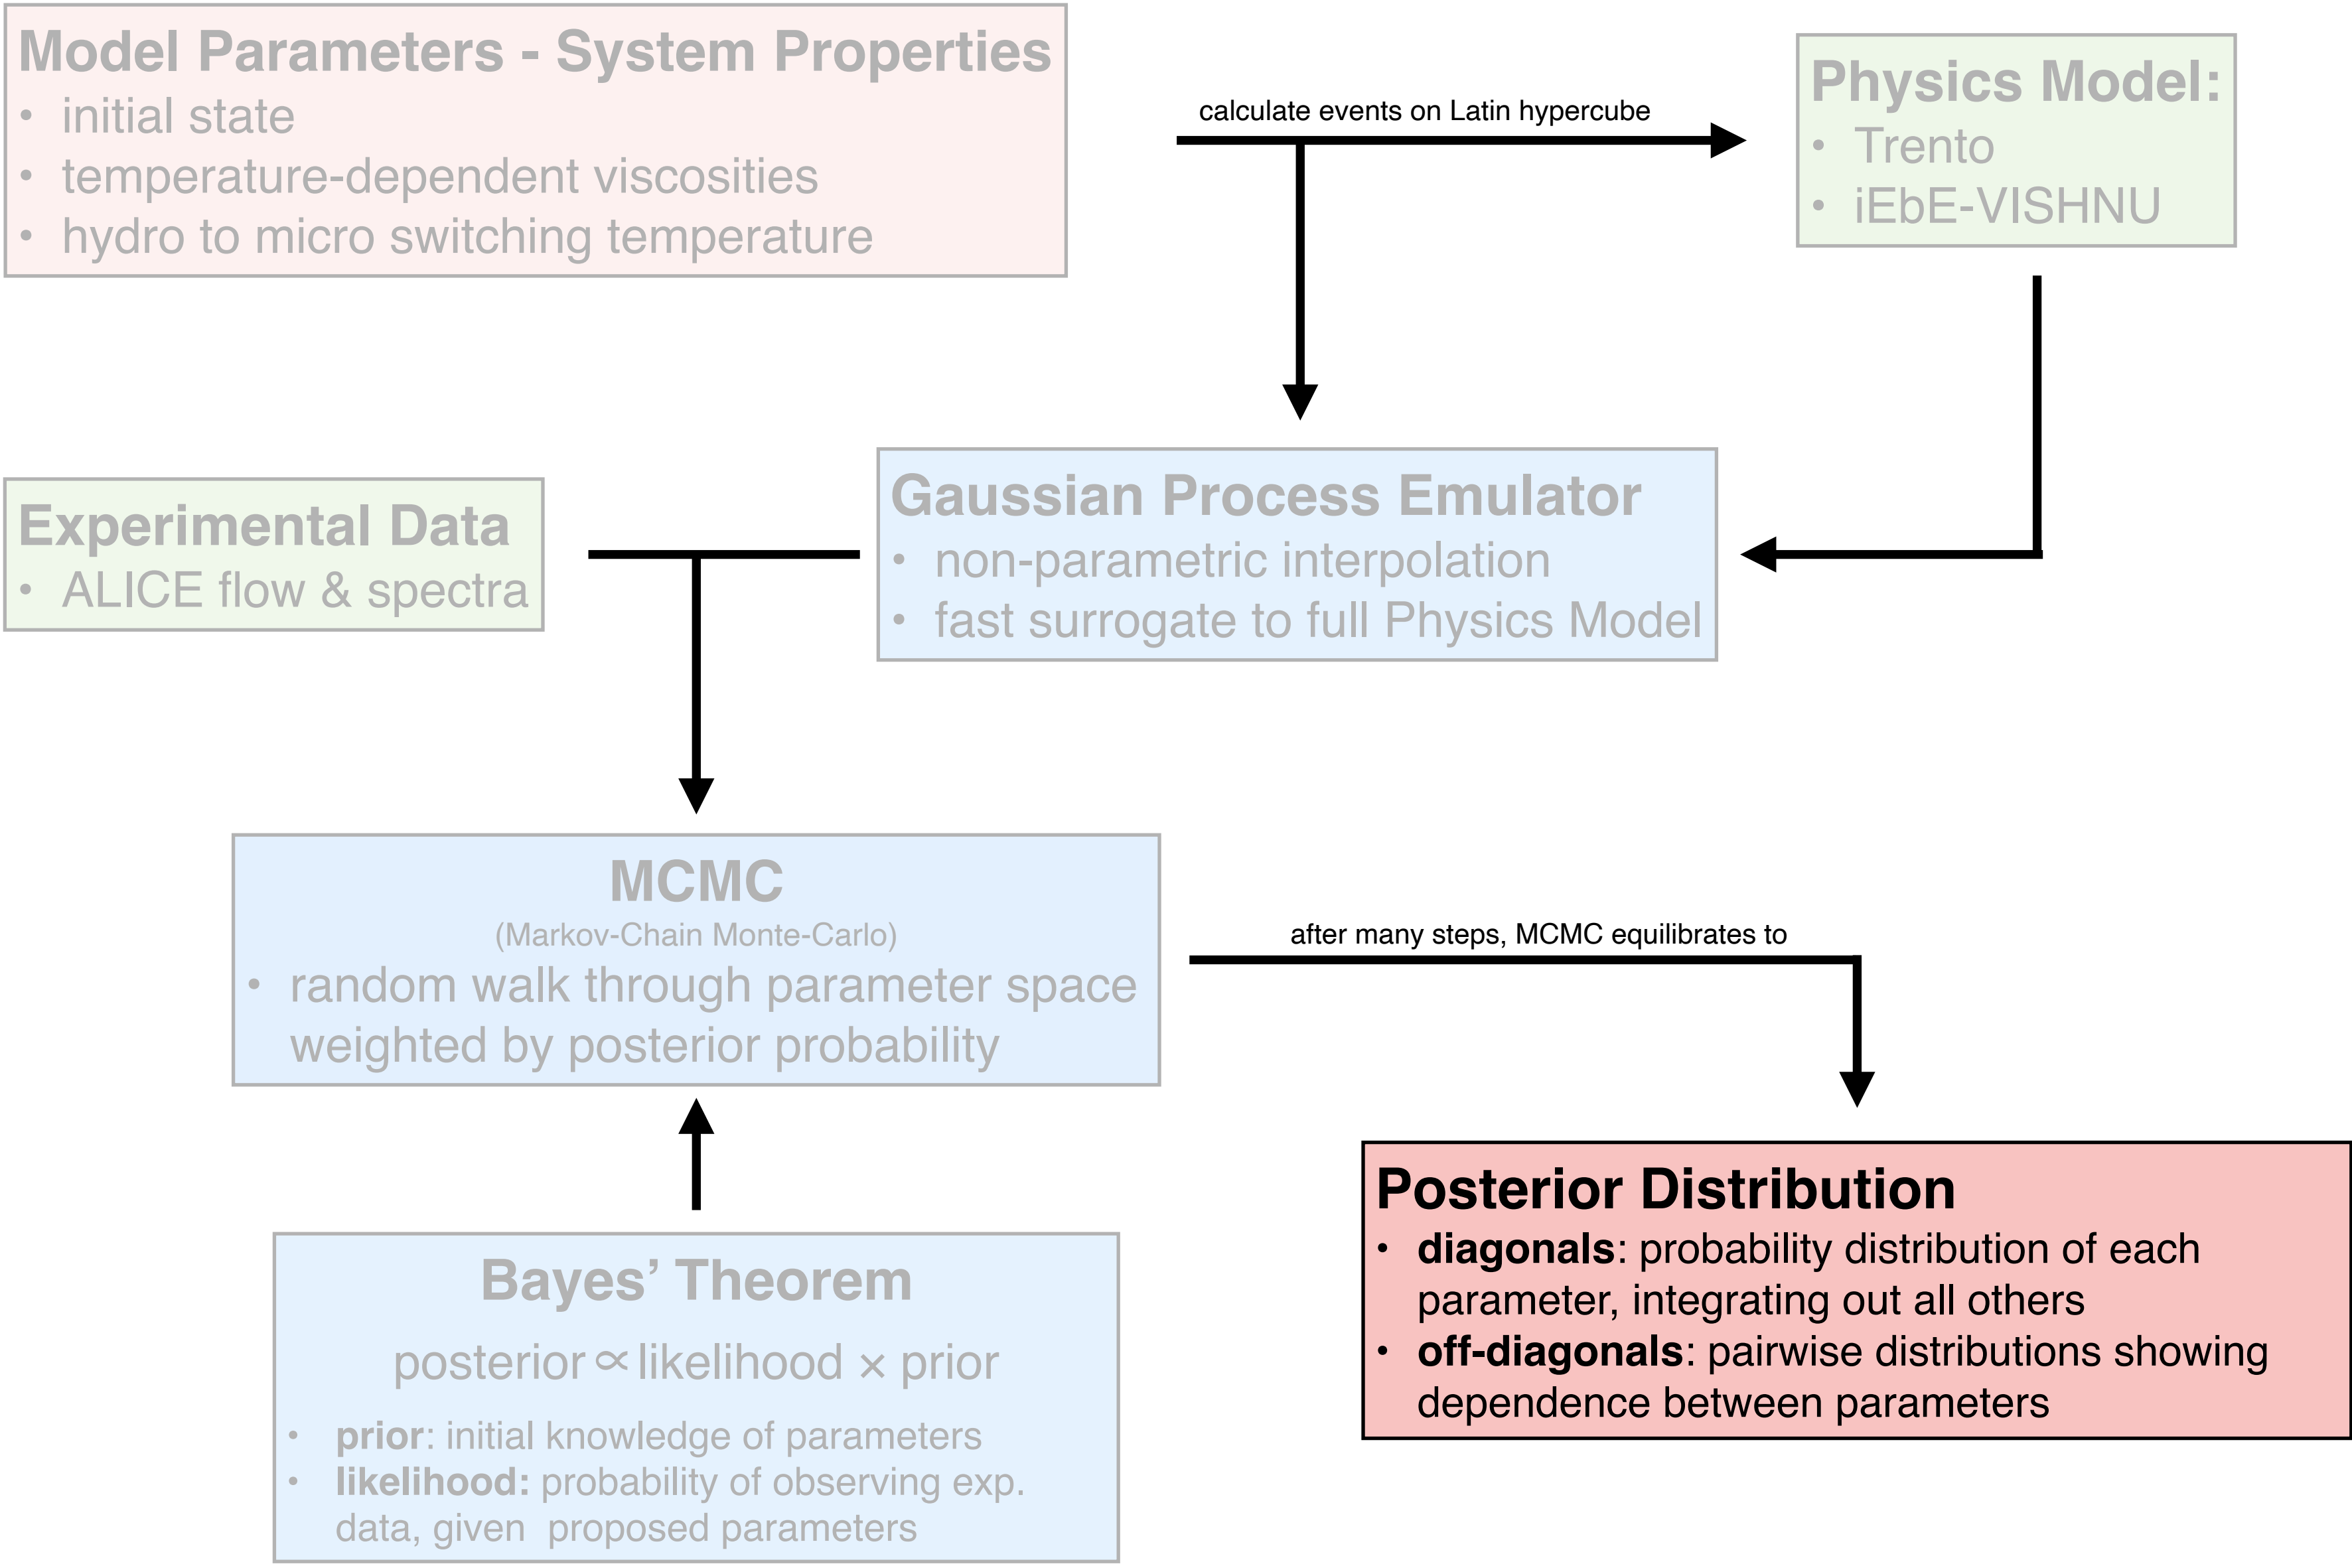 Model Parameters - System Properties
• initial state
• temperature-dependent viscosities
• hydro to micro switching temperature
calculate events on Latin hypercube
Physics Model:
• Trento
• iEbE-VISHNU
Experimental Data
• ALICE flow & spectra
Gaussian Process Emulator
• non-parametric interpolation
• fast surrogate to full Physics Model
MCMC
(Markov-Chain Monte-Carlo)
• random walk through parameter space
weighted by posterior probability
after many steps, MCMC equilibrates to
Bayes’ Theorem
posterior ∝ likelihood × prior
• prior: initial knowledge of parameters
• likelihood: probability of observing exp.
data, given proposed parameters
Posterior Distribution
• diagonals: probability distribution of each
parameter, integrating out all others
• off-diagonals: pairwise distributions showing
dependence between parameters